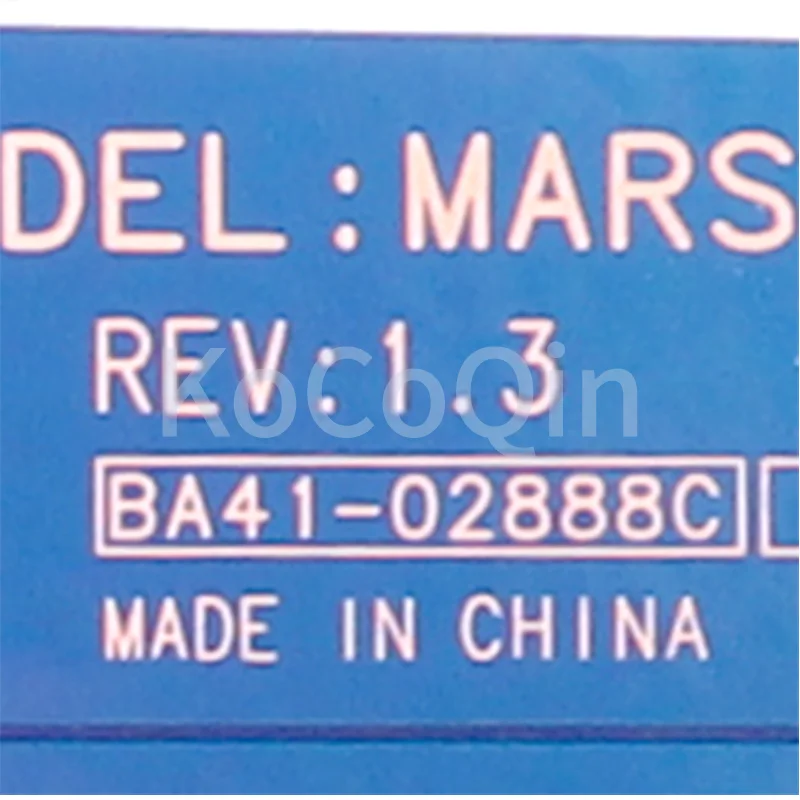 DEL:MARS
REV:1.3
KoCoQin
BA41-02888C
MADE IN CHINA